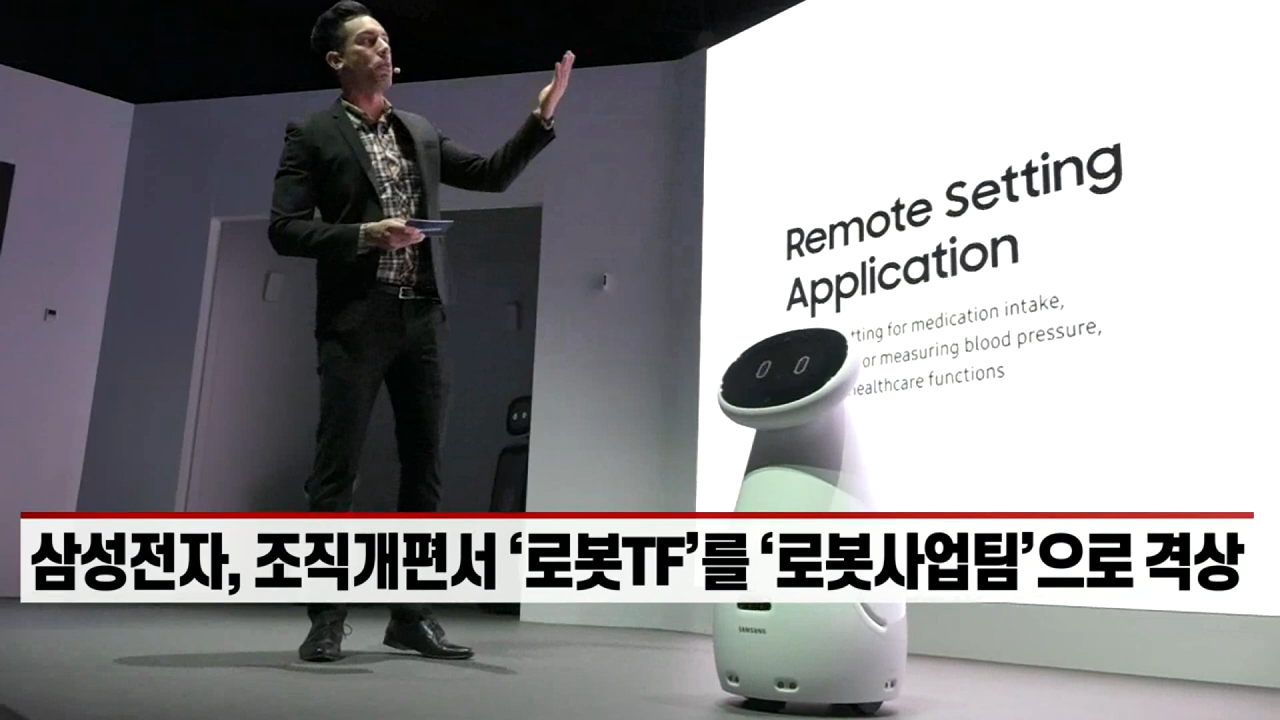 Remote Setting
Application
tting for medication intake,
or measuring blood pressure,
ealthcare functions
삼성전자, 조직개편서 ‘로봇TF’를 ‘로봇사업팀’으로 격상
SAMSUNG